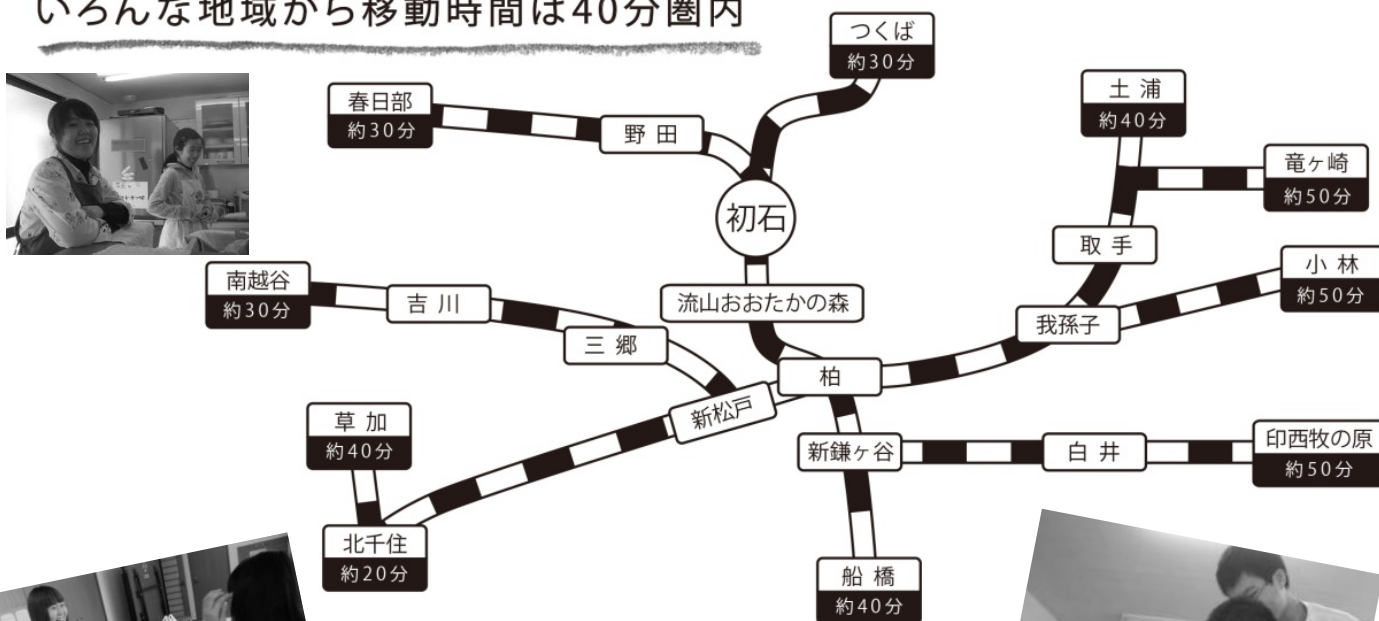 いろんな地域から移動時間は40分圏内
つくば
約30分
春日部
約30分
野田
土浦
約40分
竜ヶ崎
約50分
初石
取手
小林
約50分
南越谷
約30分
吉川
流山おおたかの森
我孫子
三郷
柏
新松戸
草加
約40分
新鎌ヶ谷
白井
印西牧の原
約50分
北千住
約20分
船橋
約40分